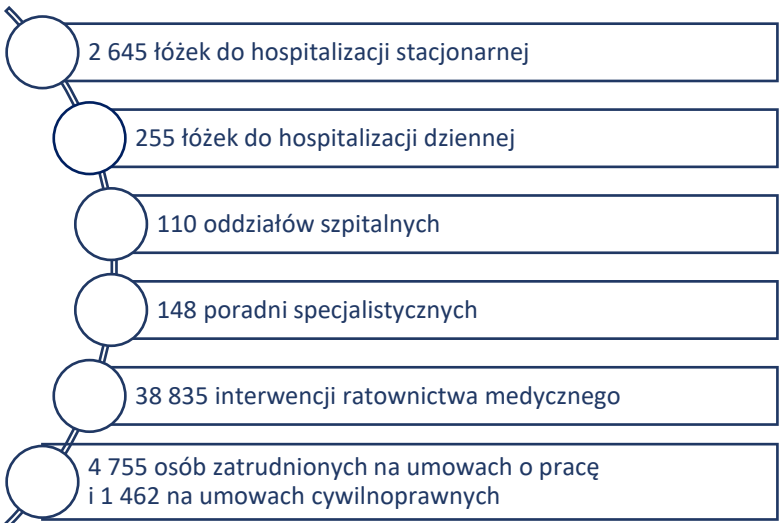 2 645 łóżek do hospitalizacji stacjonarnej
255 łóżek do hospitalizacji dziennej
110 oddziałów szpitalnych
148 poradni specjalistycznych
38 835 interwencji ratownictwa medycznego
4 755 osób zatrudnionych na umowach o pracę
i 1 462 na umowach cywilnoprawnych